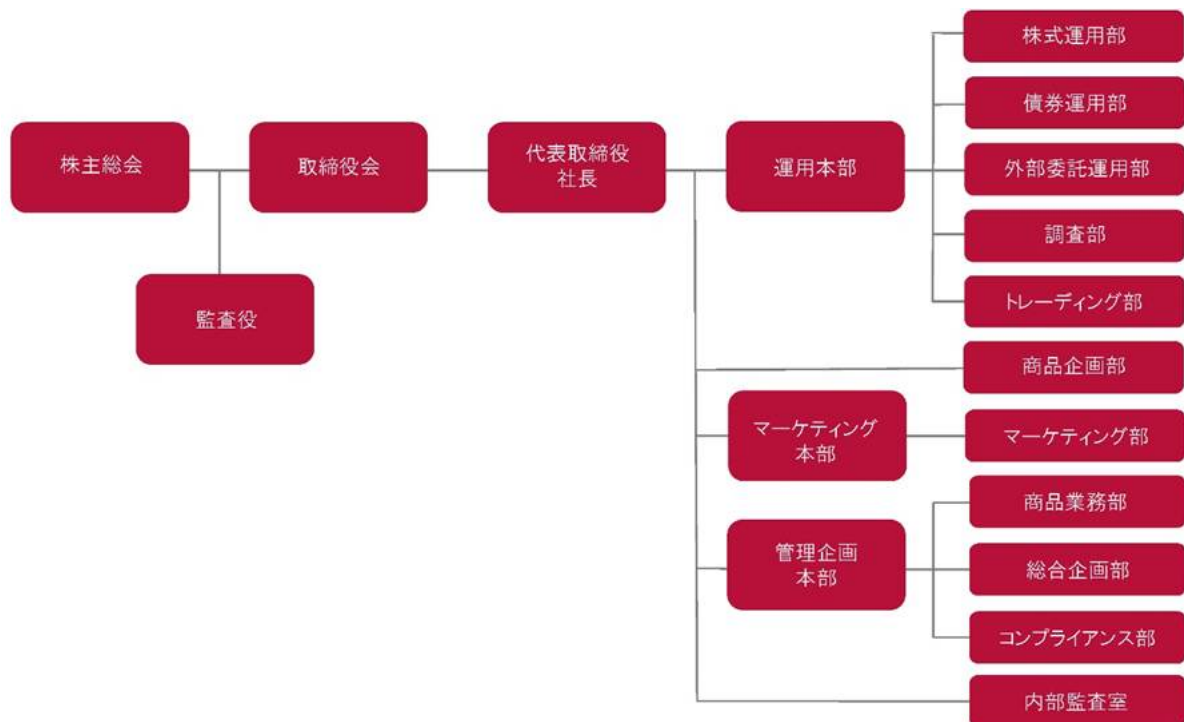 株主総会
取締役会
監査役
代表取締役
社長
運用本部
株式運用部
債券運用部
外部委託運用部
調査部
トレーディング部
商品企画部
マーケティング
本部
マーケティング部
管理企画
本部
商品業務部
総合企画部
コンプライアンス部
内部監査室